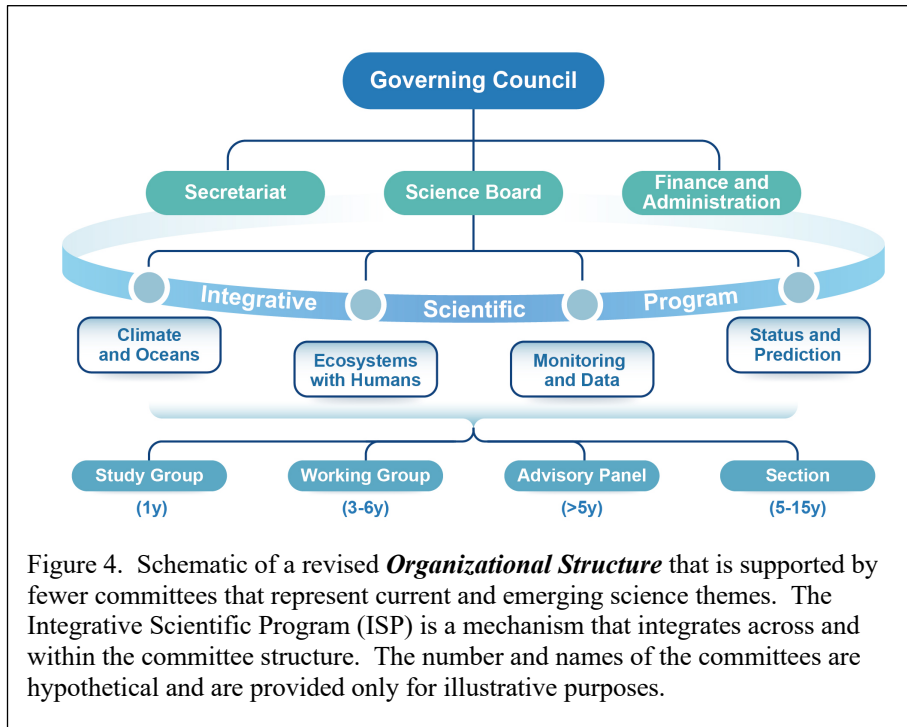 Governing Council
Secretariat
Science Board
Finance and
Administration
Integrative
Scientific
Program
Climate
and Oceans
Ecosystems
with Humans
Monitoring
and Data
Status and
Prediction
Study Group
Working Group
Advisory Panel
Section
(1y)
(3-6y)
(>5y)
(5-15y)
Figure 4.  Schematic of a revised Organizational Structure that is supported by
fewer committees that represent current and emerging science themes.  The
Integrative Scientific Program (ISP) is a mechanism that integrates across and
within the committee structure.  The number and names of the committees are
hypothetical and are provided only for illustrative purposes.